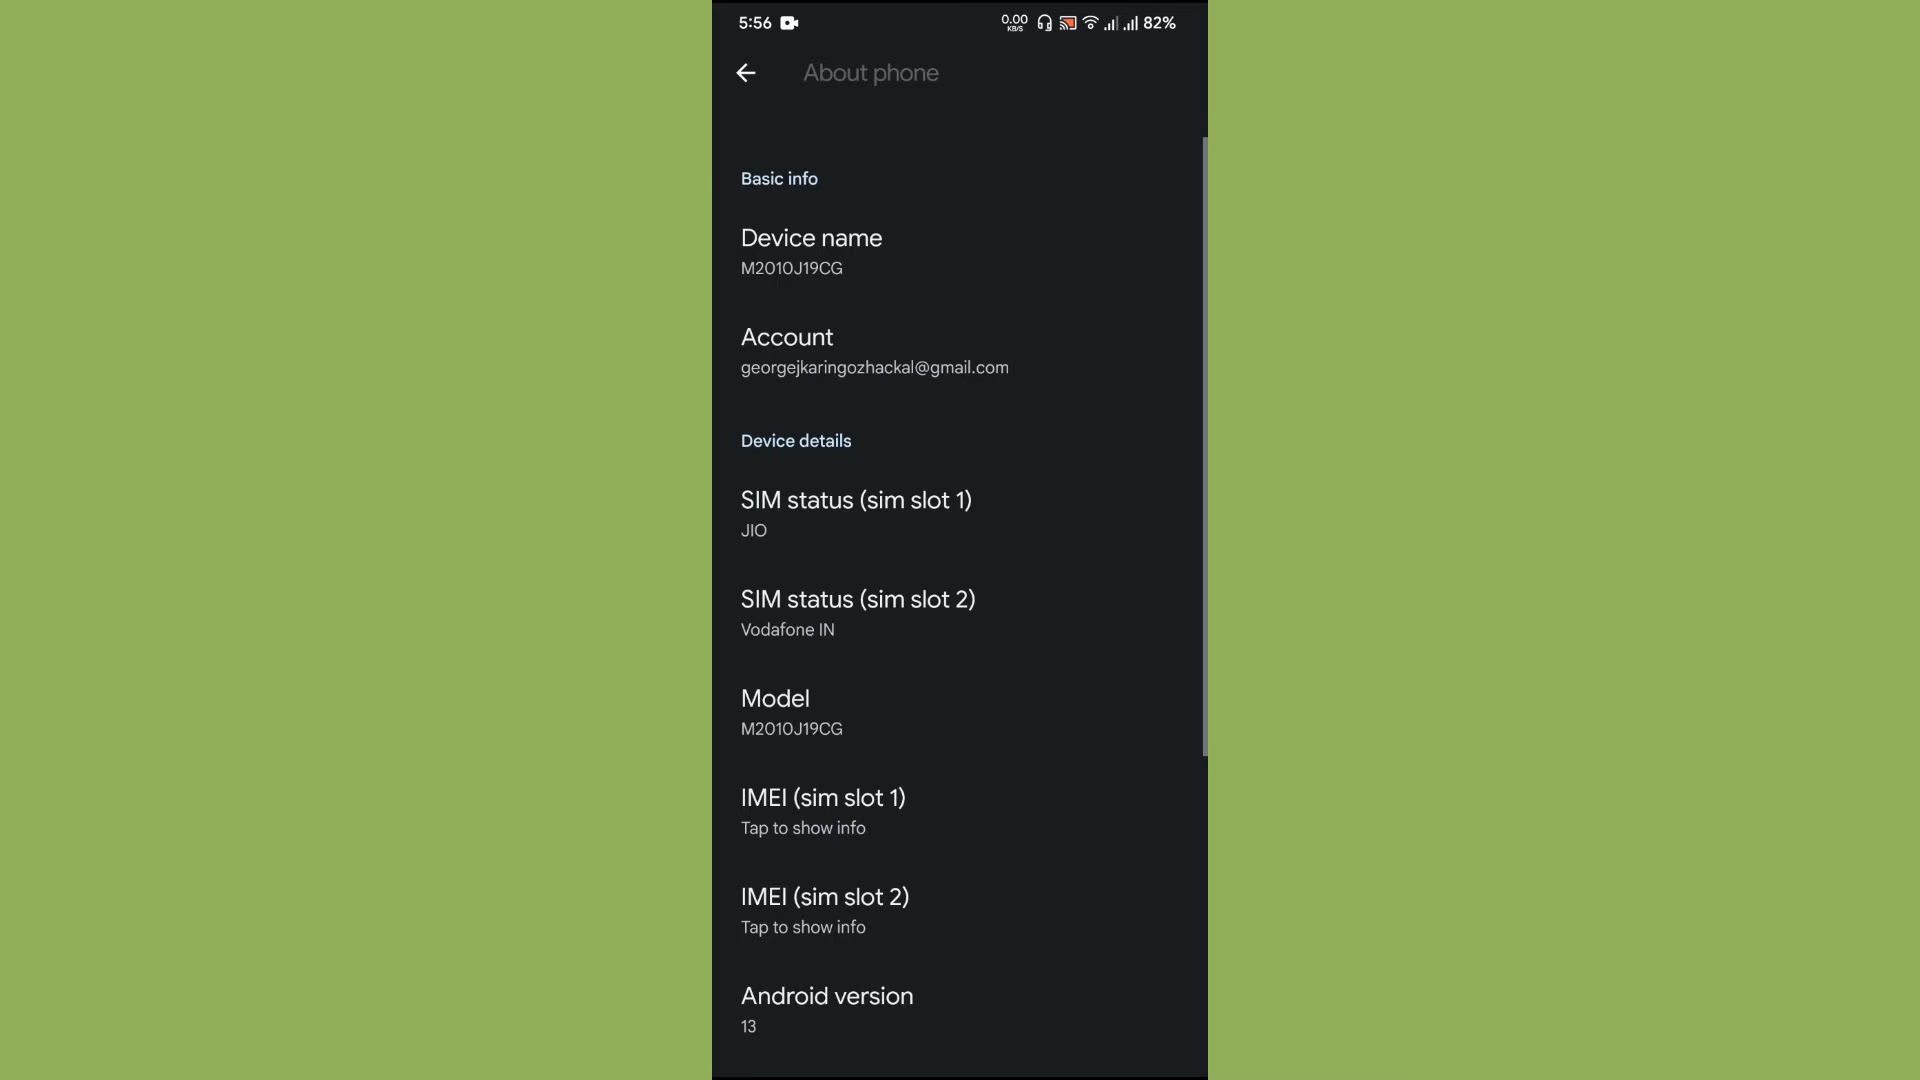 5:56
0.00
KB/S
82%
About phone
Basic info
Device name
M2010J19CG
Account
georgejkaringozhackal@gmail.com
Device details
SIM status (sim slot 1)
JIO
SIM status (sim slot 2)
Vodafone IN
Model
M2010J19CG
IMEI (sim slot 1)
Tap to show info
IMEI (sim slot 2)
Tap to show info
Android version
13